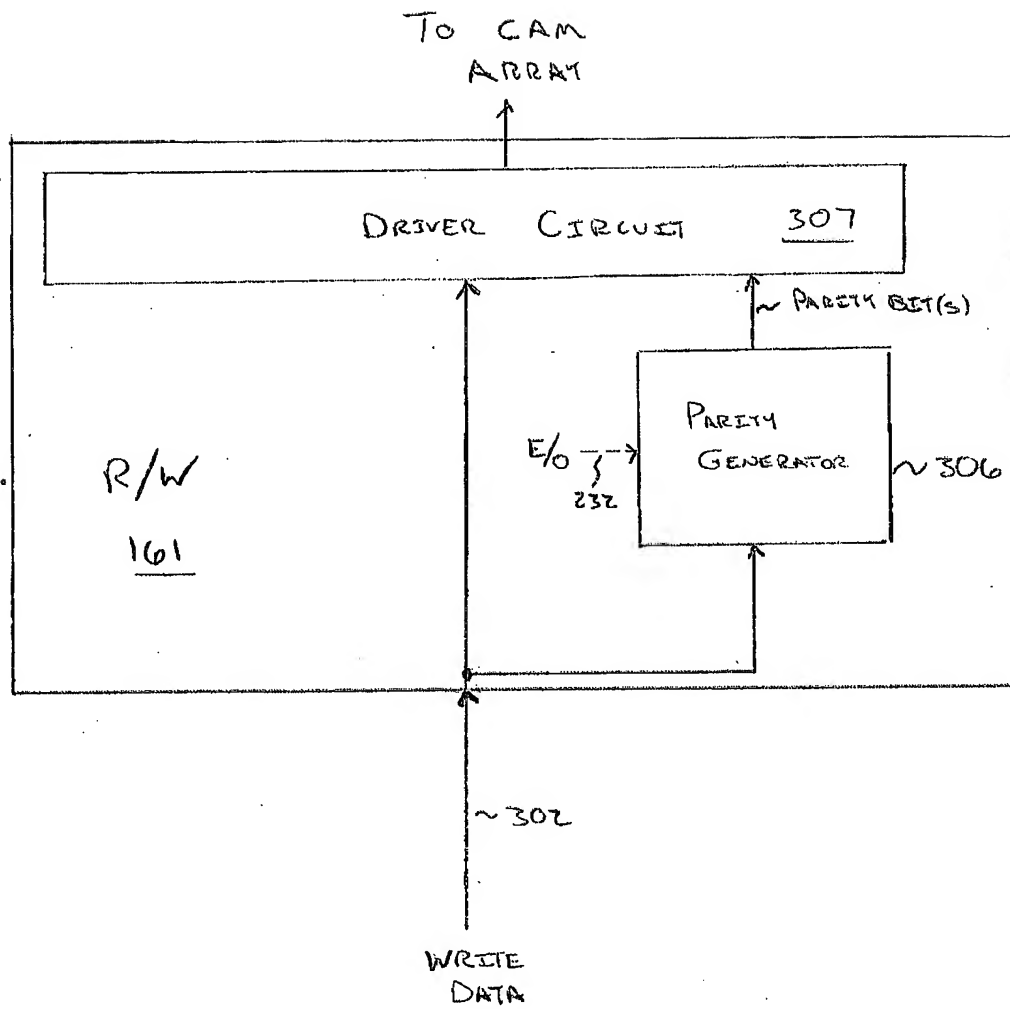 To CAM
ARRAY
DRIVER CIRCUIT 307
~ PARITY BIT(S)
PARITY
GENERATOR
~ 306
E/O
232
R/W
161
~ 302
WRITE
DATA